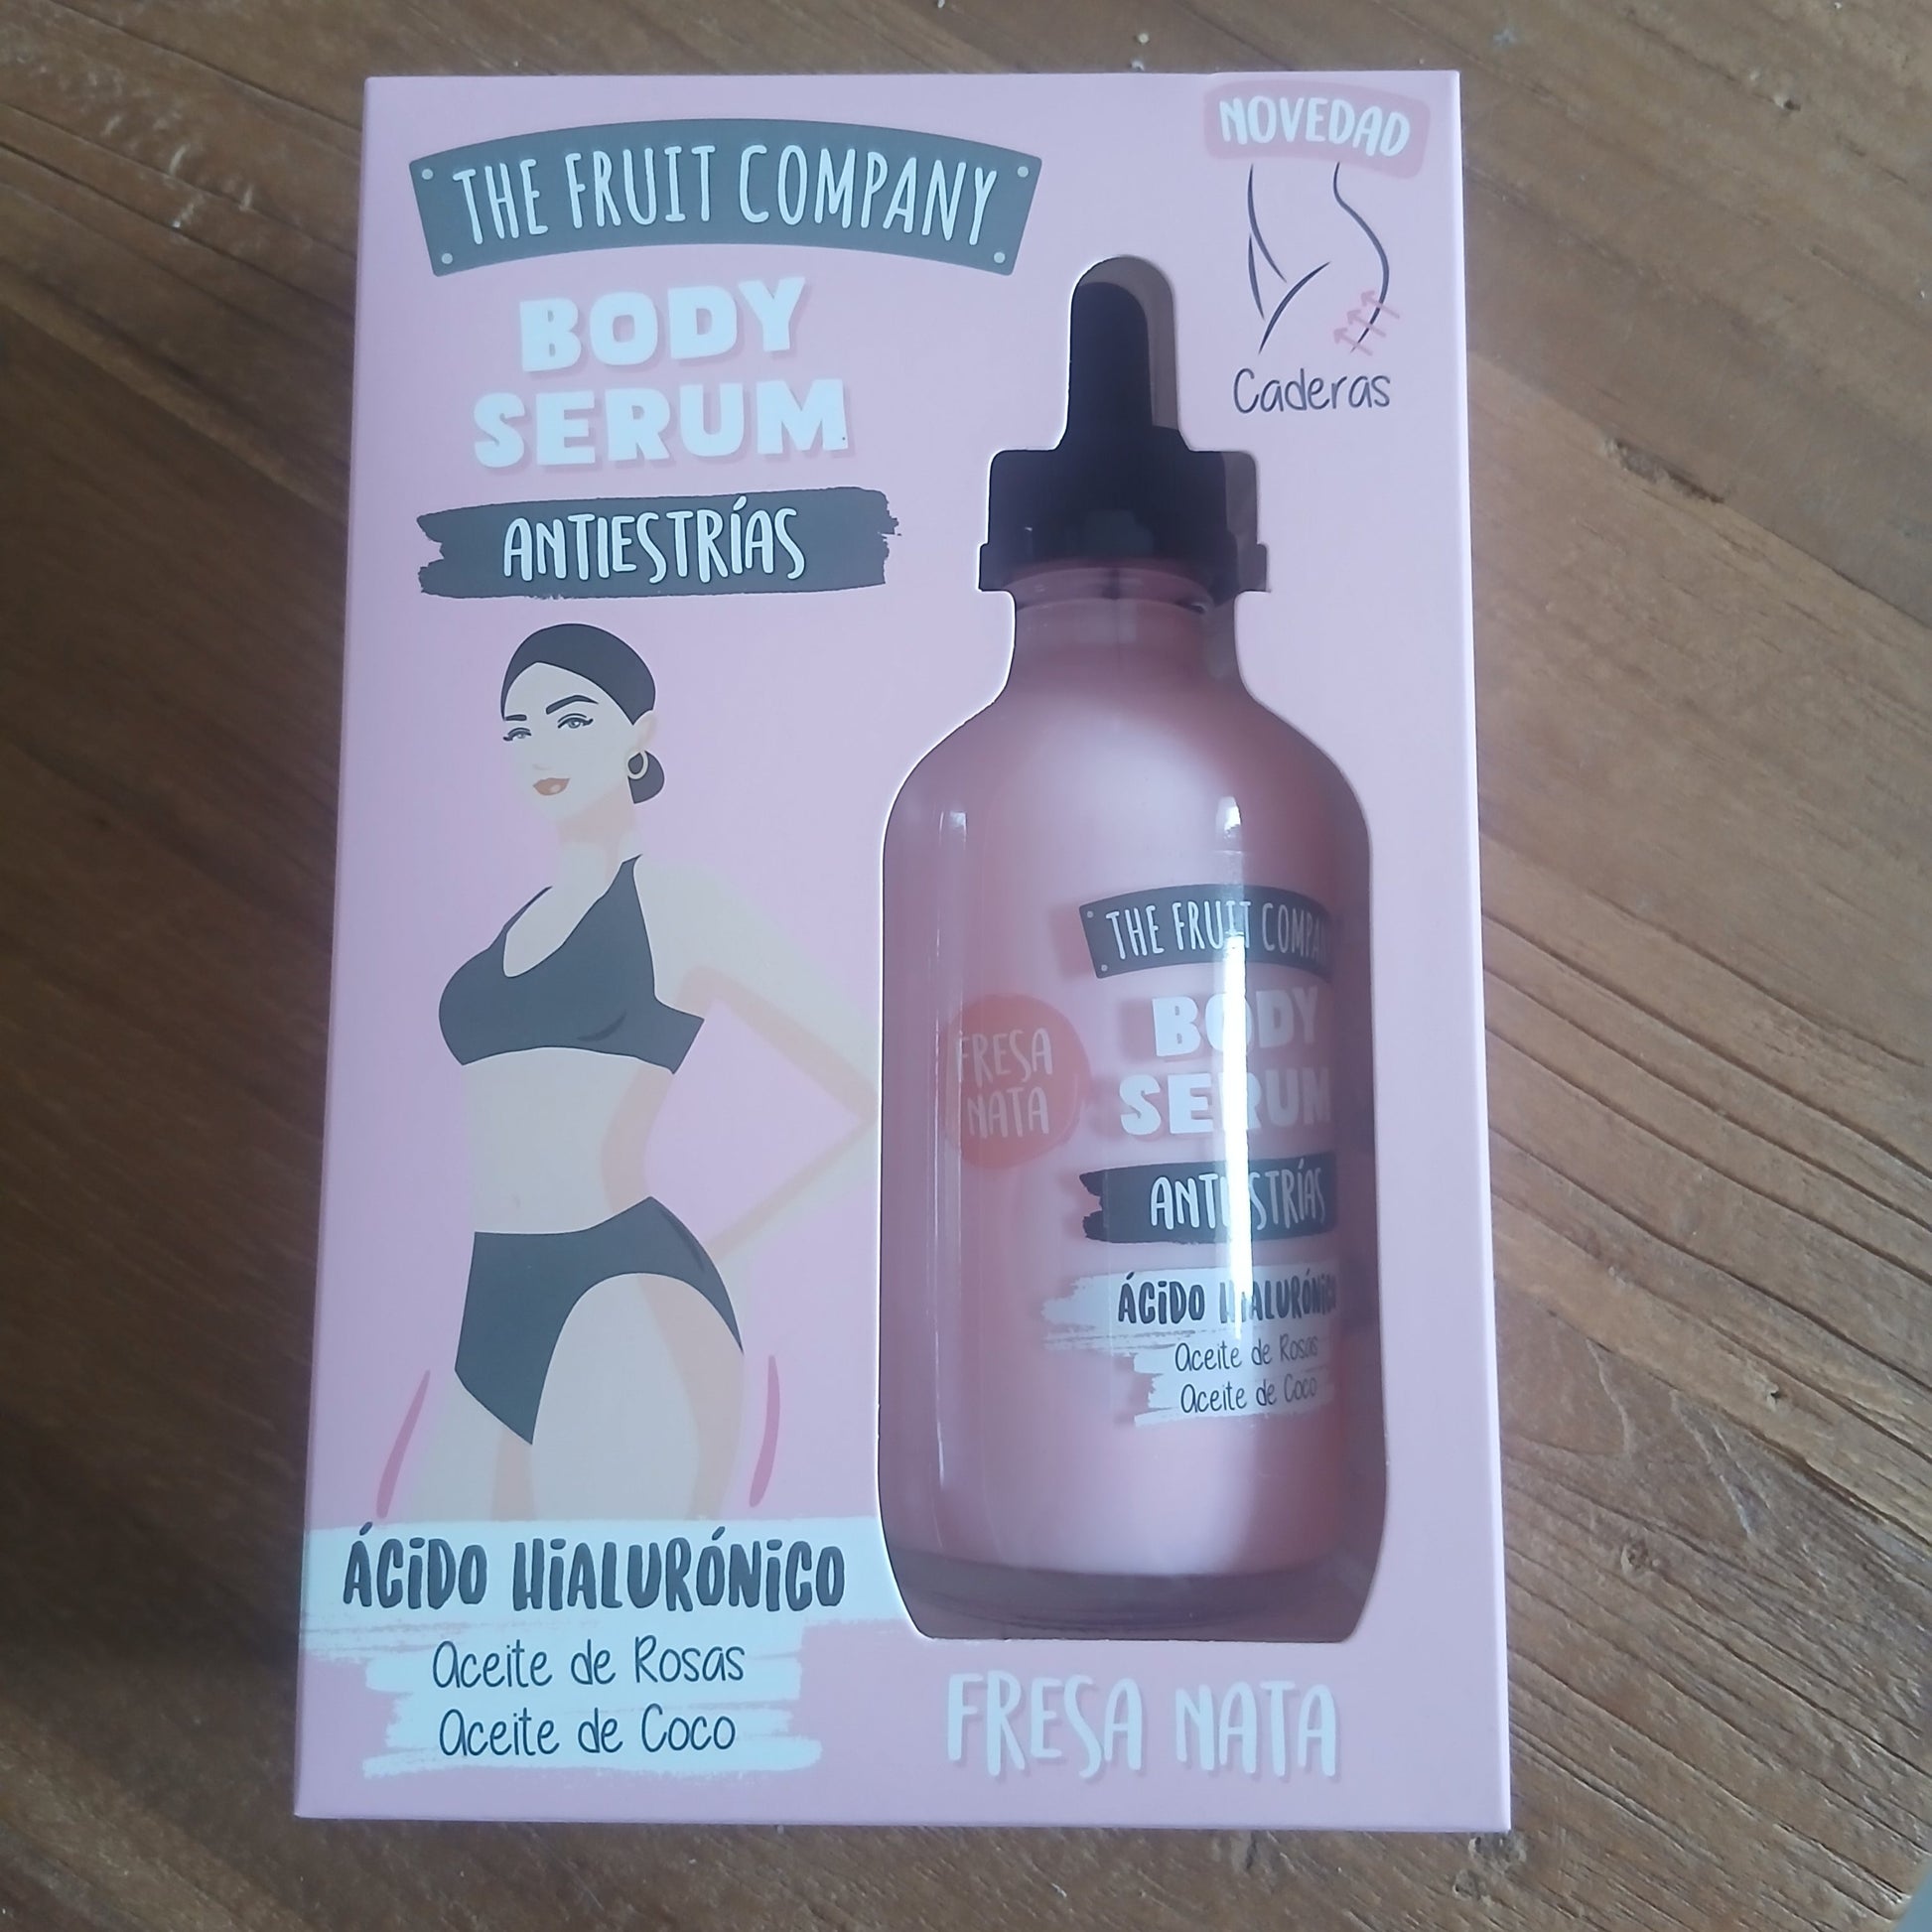 THE FRUIT COMPANY
NOVEDAD
Caderas
BODY
SERUM
ANTIESTRÍAS
ÁCIDO HIALURÓNICO
Aceite de Rosas
Aceite de Coco
THE FRUIT
FRESA
NATA
BODY
SERUM
ANTIESTRÍAS
ÁCIDO HIALURÓNICO
Aceite de Rosas
Aceite de Coco
FRESA NATA